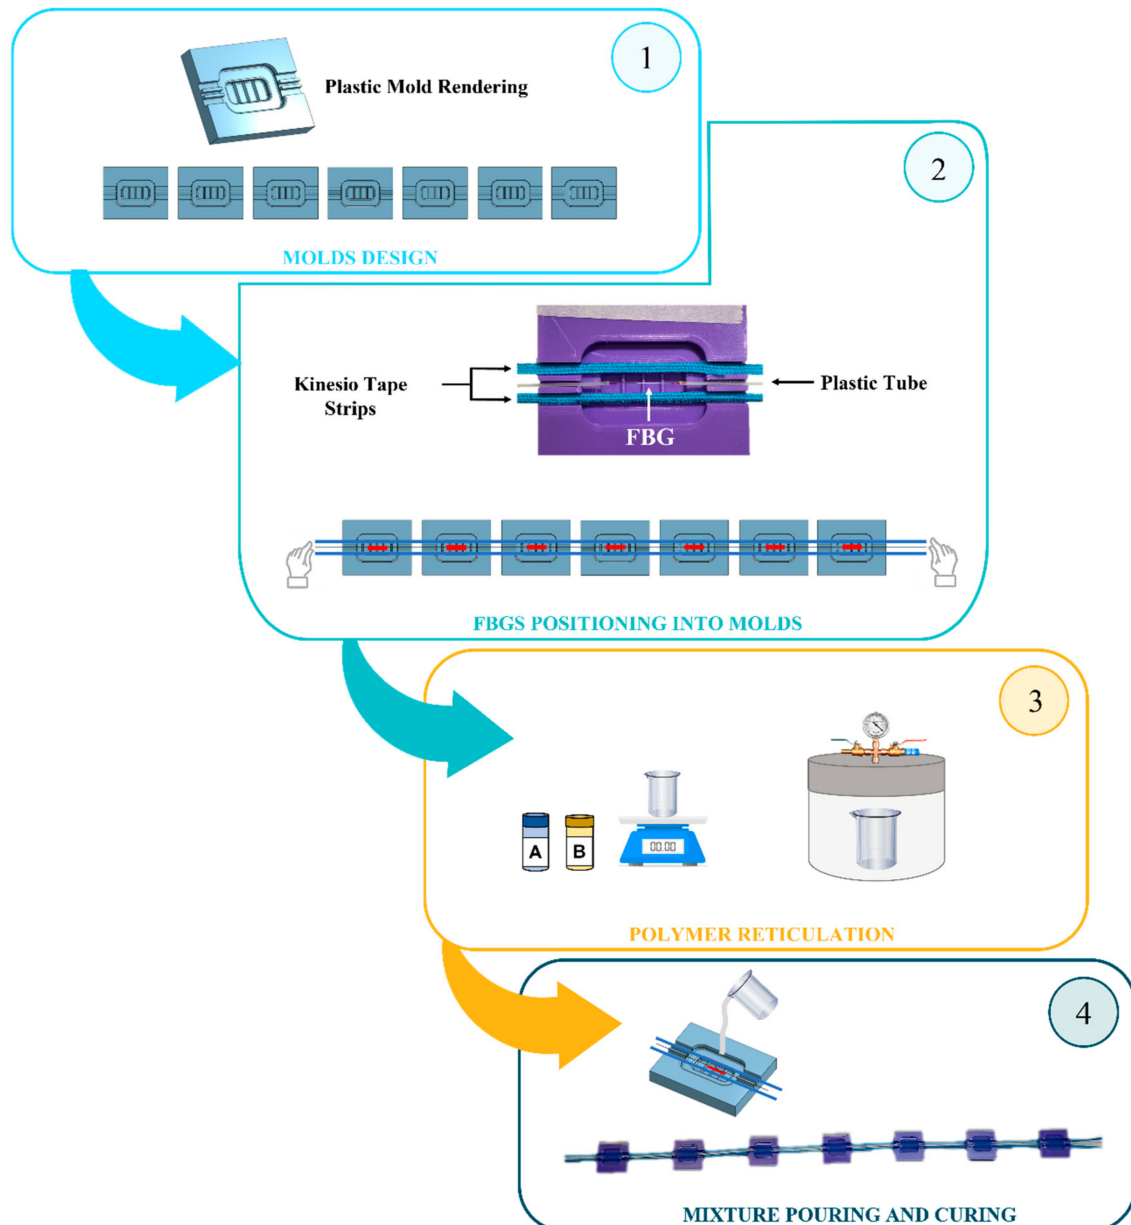 1
Plastic Mold Rendering
MOLDS DESIGN
2
Kinesio Tape
Strips
Plastic Tube
FBG
FBGS POSITIONING INTO MOLDS
3
A
B
00.00
POLYMER RETICULATION
4
MIXTURE POURING AND CURING